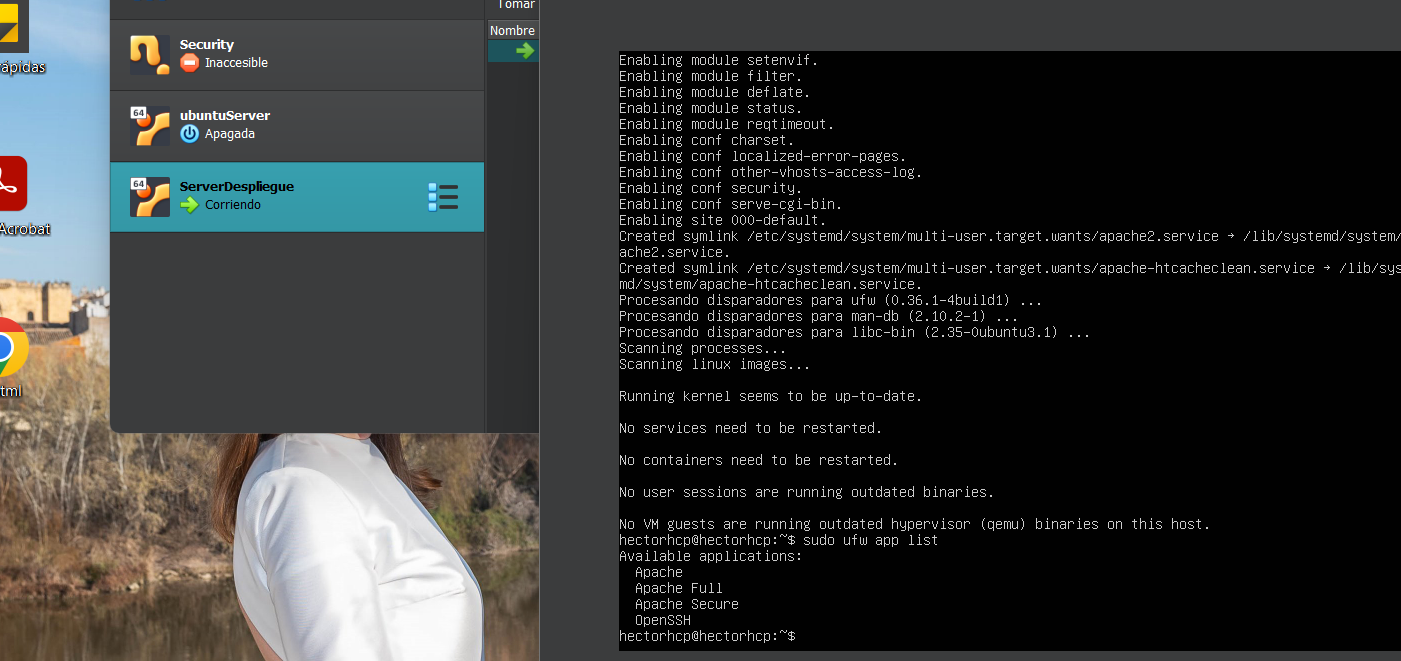 ápidas
Acrobat
tml
Security
Inaccesible
64
ubuntuServer
Apagada
64
ServerDespliegue
Corriendo
Tomar
Nombre
Enabling module setenvif.
Enabling module filter.
Enabling module deflate.
Enabling module status.
Enabling module reqtimeout.
Enabling conf charset.
Enabling conf localized-error-pages.
Enabling conf other-vhosts-access-log.
Enabling conf security.
Enabling conf serve-cgi-bin.
Enabling site 000-default.
Created symlink /etc/systemd/system/multi-user.target.wants/apache2.service → /lib/systemd/system/
ache2.service.
Created symlink /etc/systemd/system/multi-user.target.wants/apache-htcacheclean.service → /lib/sys
md/system/apache-htcacheclean.service.
Procesando disparadores para ufw (0.36.1-4build1) ...
Procesando disparadores para man-db (2.10.2-1) ...
Procesando disparadores para libc-bin (2.35-0ubuntu3.1) ...
Scanning processes...
Scanning linux images...
Running kernel seems to be up-to-date.
No services need to be restarted.
No containers need to be restarted.
No user sessions are running outdated binaries.
No VM guests are running outdated hypervisor (qemu) binaries on this host.
hectorhcp@hectorhcp:~$ sudo ufw app list
Available applications:
  Apache
  Apache Full
  Apache Secure
  OpenSSH
hectorhcp@hectorhcp:~$